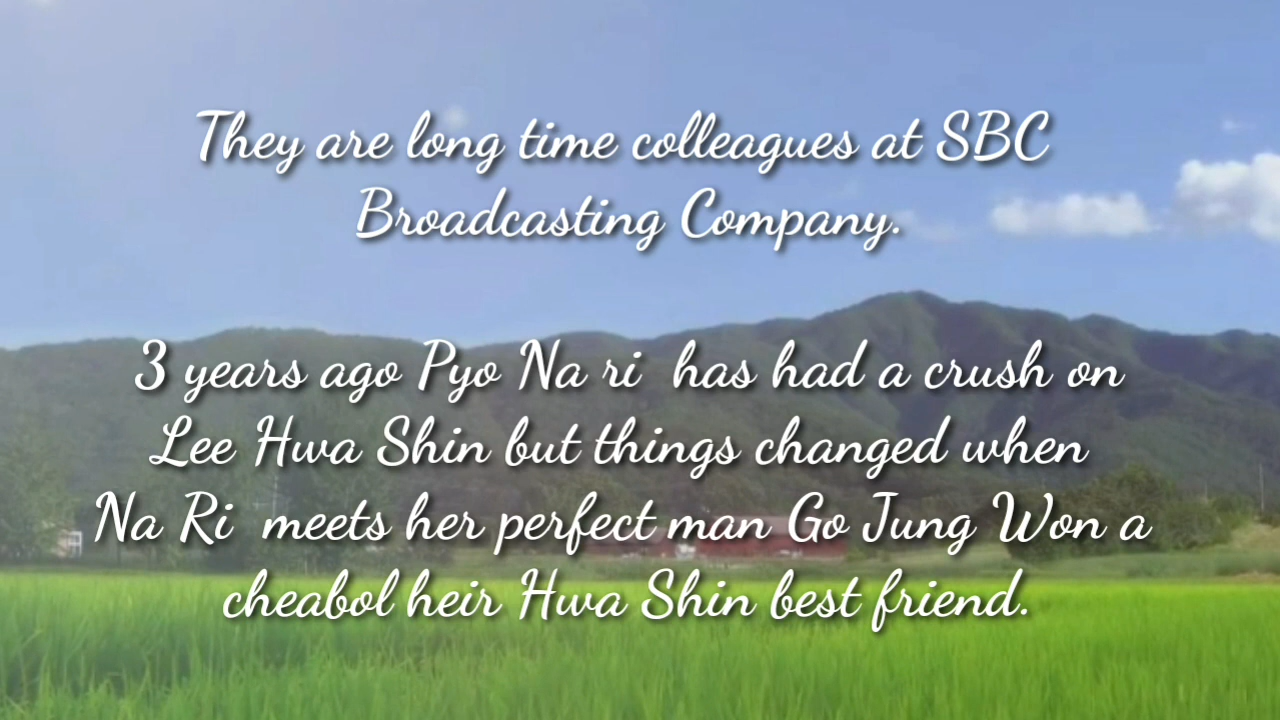 They are long time colleagues at SBC
Broadcasting Company.
3 years ago Pyo Na ri has had a crush on
Lee Hwa Shin but things changed when
Na Ri meets her perfect man Go Jung Won a
cheabol heir Hwa Shin best friend.